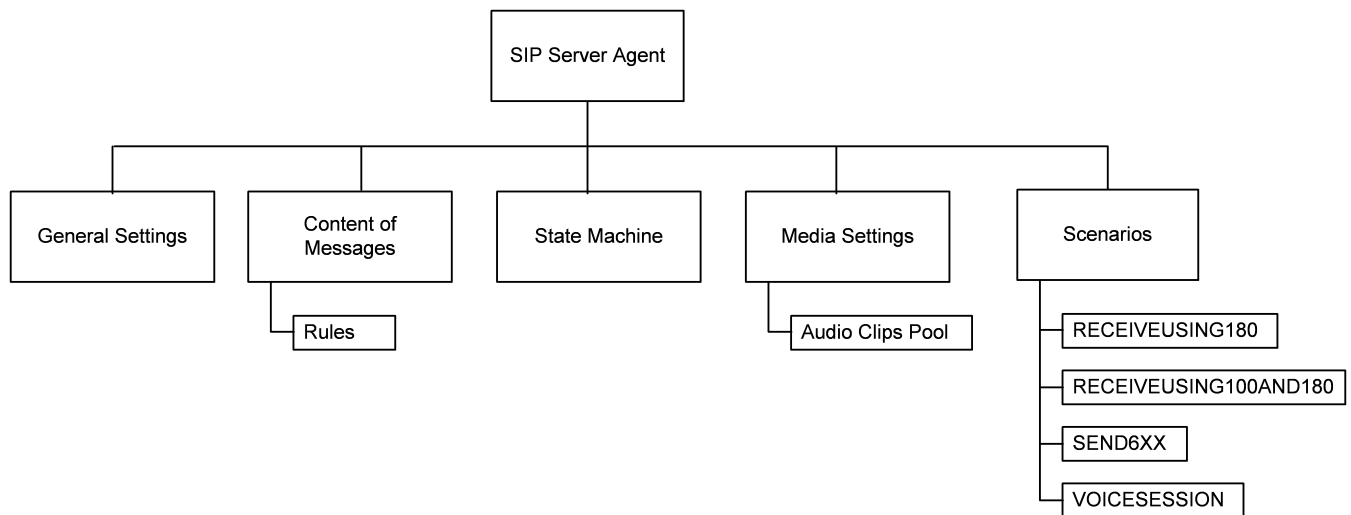 SIP Server Agent
General Settings
Content of
Messages
State Machine
Media Settings
Scenarios
Rules
Audio Clips Pool
RECEIVEUSING180
RECEIVEUSING100AND180
SEND6XX
VOICESESSION